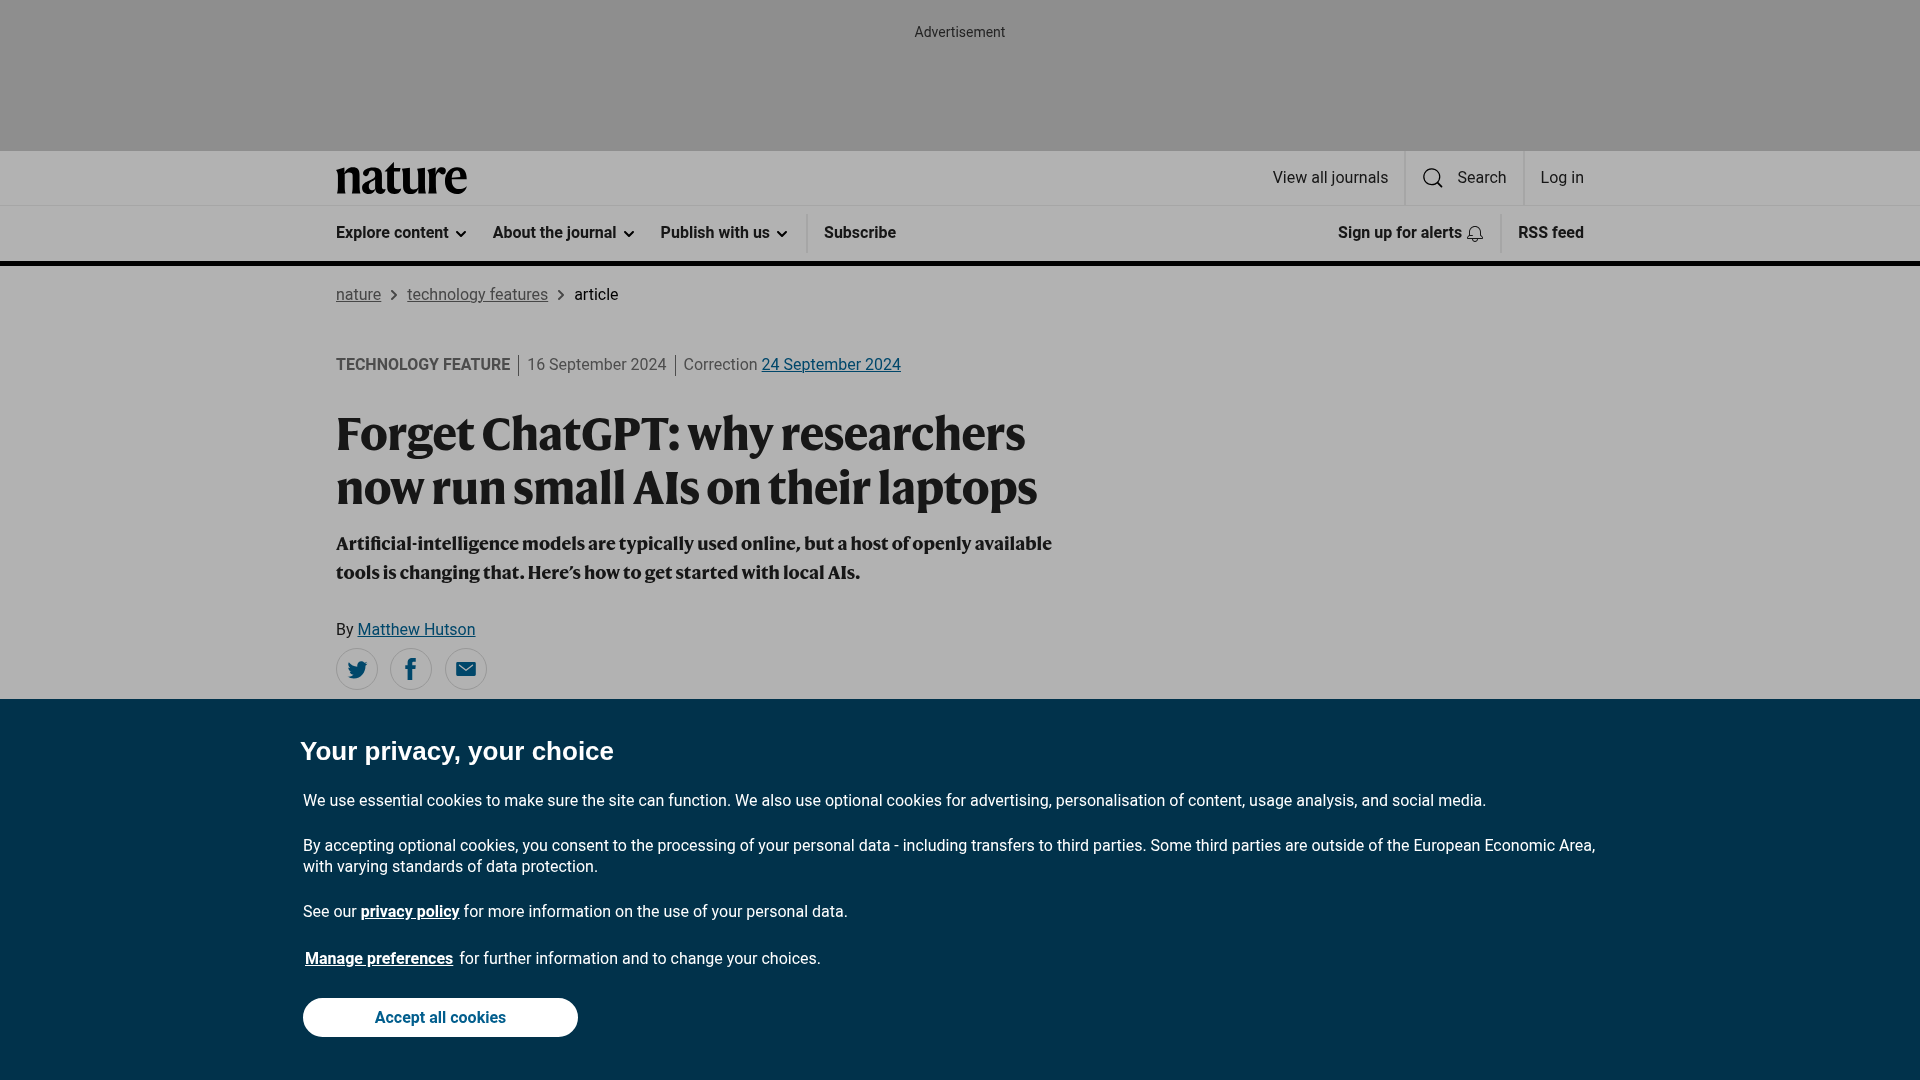 Advertisement
nature
View all journals
Search
Log in
Explore content
About the journal
Publish with us
Subscribe
Sign up for alerts
RSS feed
nature
technology features
article
TECHNOLOGY FEATURE
16 September 2024
Correction 24 September 2024
Forget ChatGPT: why researchers
now run small AIs on their laptops
Artificial-intelligence models are typically used online, but a host of openly available
tools is changing that. Here’s how to get started with local AIs.
By Matthew Hutson
Your privacy, your choice
We use essential cookies to make sure the site can function. We also use optional cookies for advertising, personalisation of content, usage analysis, and social media.
By accepting optional cookies, you consent to the processing of your personal data - including transfers to third parties. Some third parties are outside of the European Economic Area,
with varying standards of data protection.
See our privacy policy for more information on the use of your personal data.
Manage preferences for further information and to change your choices.
Accept all cookies